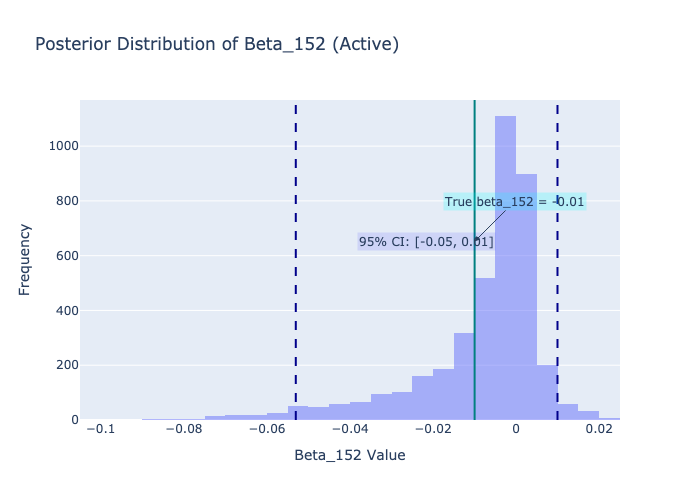 Posterior Distribution of Beta_152 (Active)
1000
800
600
400
200
0
Frequency
True beta_152 = -0.01
95% CI: [-0.05, 0.01]
−0.1 −0.08 −0.06 −0.04 −0.02 0 0.02
Beta_152 Value